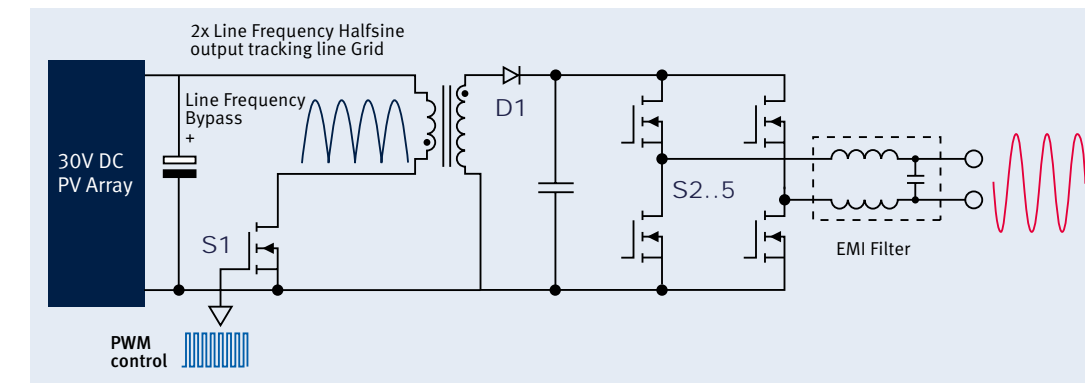 2x Line Frequency Halfsine
output tracking line Grid
Line Frequency
Bypass
+
30V DC
PV Array
D1
S1
S2..5
EMI Filter
PWM
control